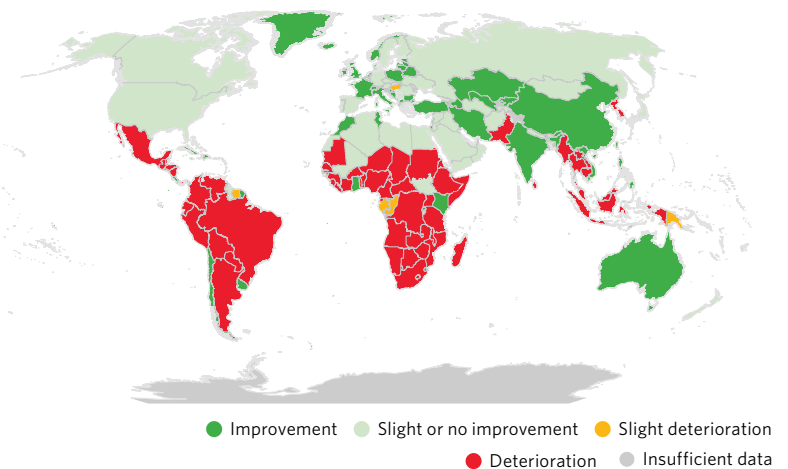 Improvement Slight or no improvement Slight deterioration
Deterioration Insufficient data